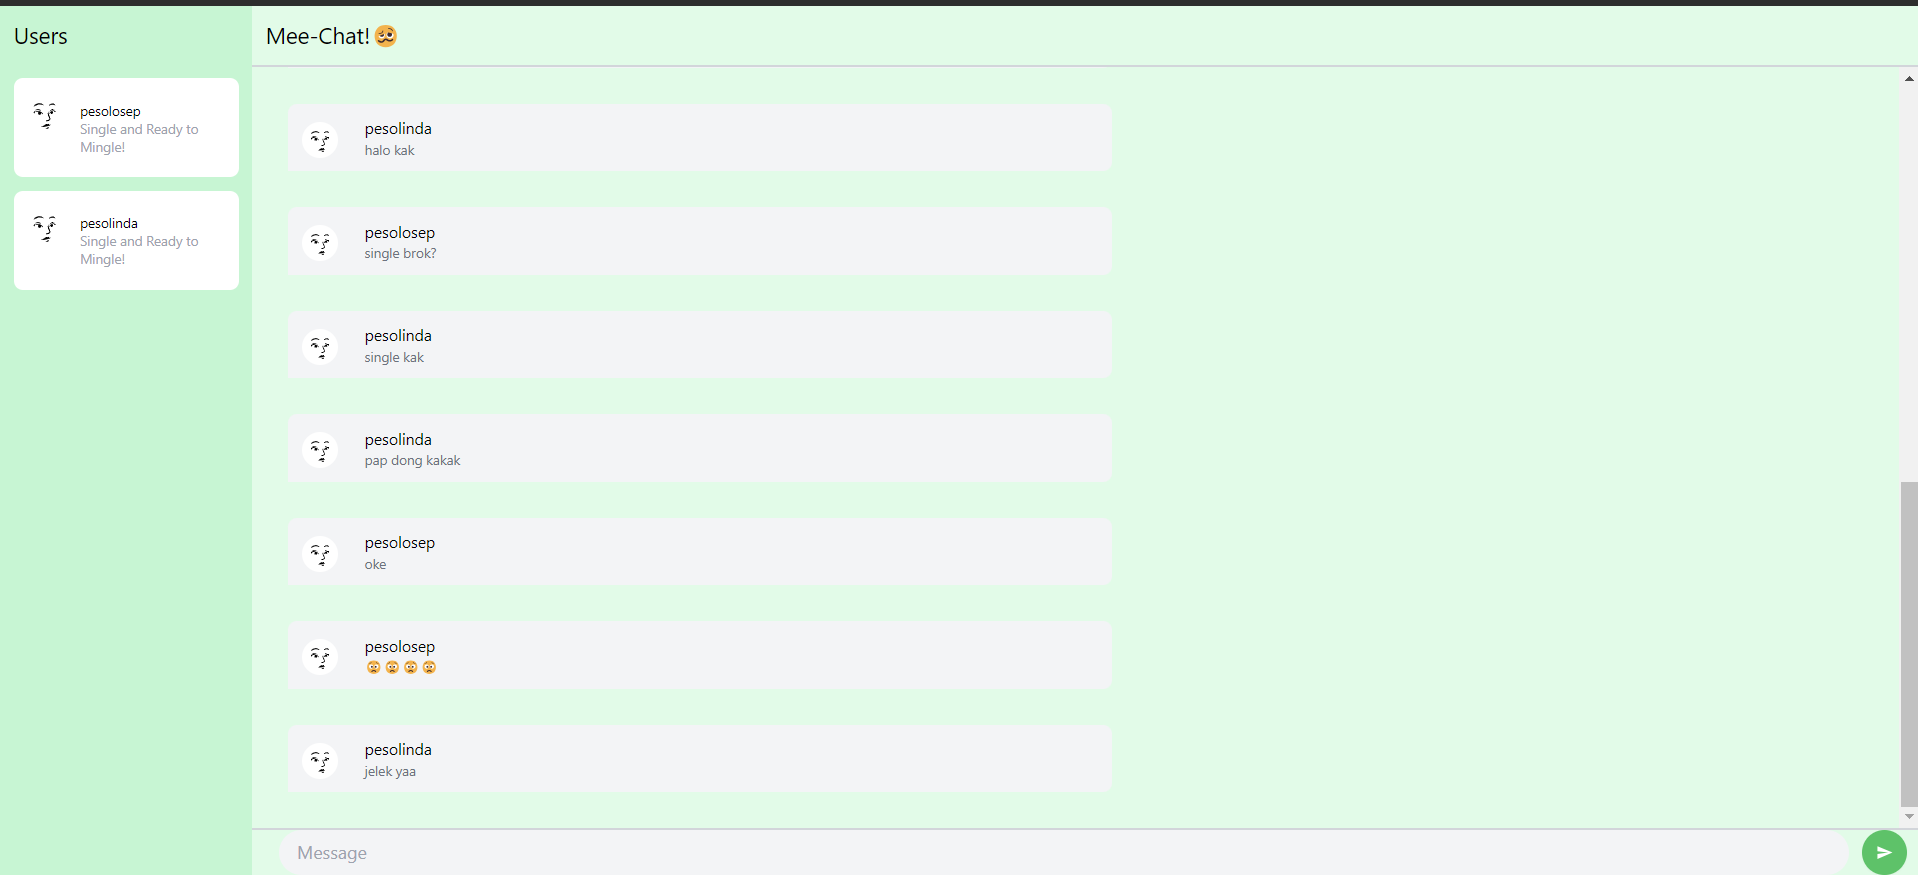 Users
Mee-Chat!🥴
pesolosep
Single and Ready to
Mingle!
pesolinda
Single and Ready to
Mingle!
pesolinda
halo kak
pesolosep
single brok?
pesolinda
single kak
pesolinda
pap dong kakak
pesolosep
oke
pesolosep
😳😳😳😳
pesolinda
jelek yaa
Message